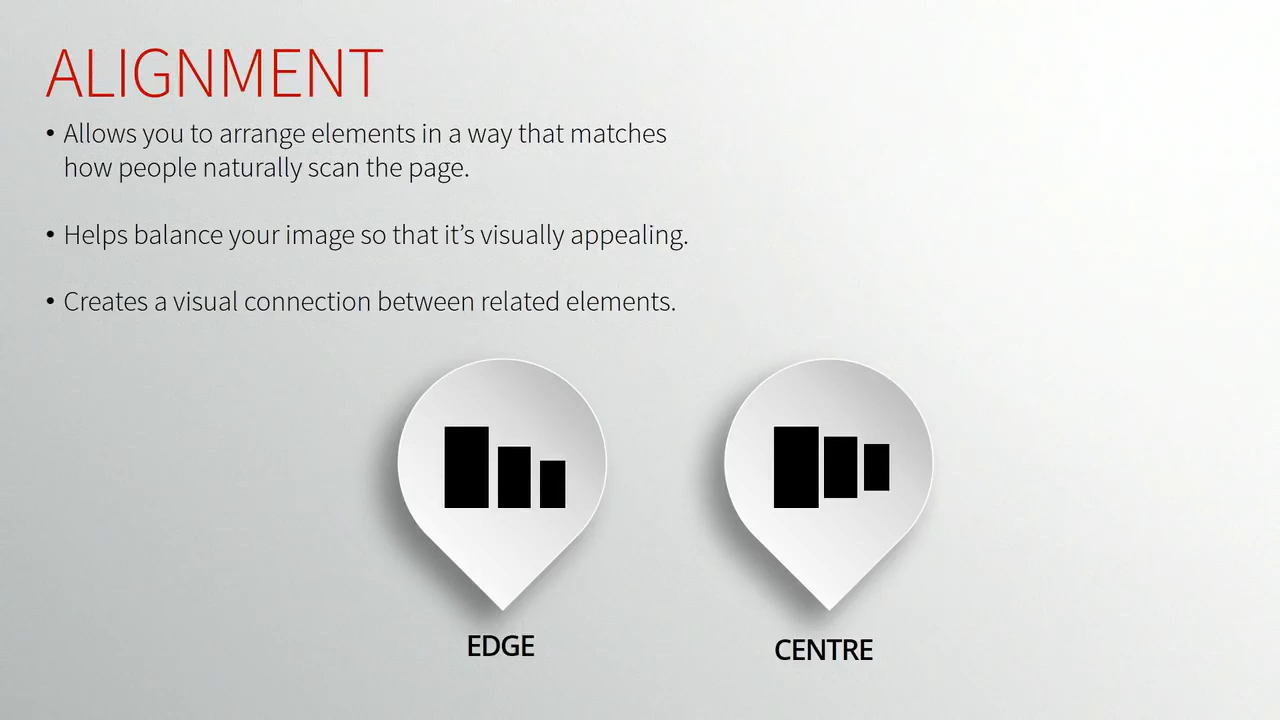 ALIGNMENT
• Allows you to arrange elements in a way that matches
how people naturally scan the page.
• Helps balance your image so that it’s visually appealing.
• Creates a visual connection between related elements.
EDGE
CENTRE